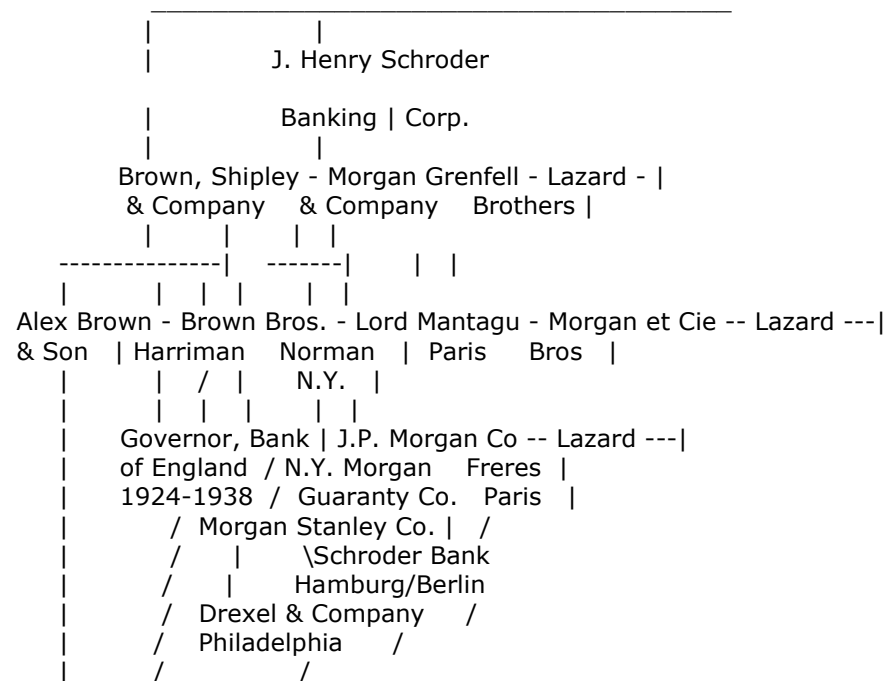 ______________________________________
| |
| J. Henry Schroder
| Banking | Corp.
| |
Brown, Shipley - Morgan Grenfell - Lazard - |
& Company & Company Brothers |
| | | |
---------------| -------| | |
| | | | | |
Alex Brown - Brown Bros. - Lord Mantagu - Morgan et Cie -- Lazard ---|
& Son | Harriman Norman | Paris Bros |
| | / | N.Y. |
| | | | | |
| Governor, Bank | J.P. Morgan Co -- Lazard ---|
| of England / N.Y. Morgan Freres |
| 1924-1938 / Guaranty Co. Paris |
| / Morgan Stanley Co. | /
| / | \Schroder Bank
| / | Hamburg/Berlin
| / Drexel & Company /
| / Philadelphia /
| / /